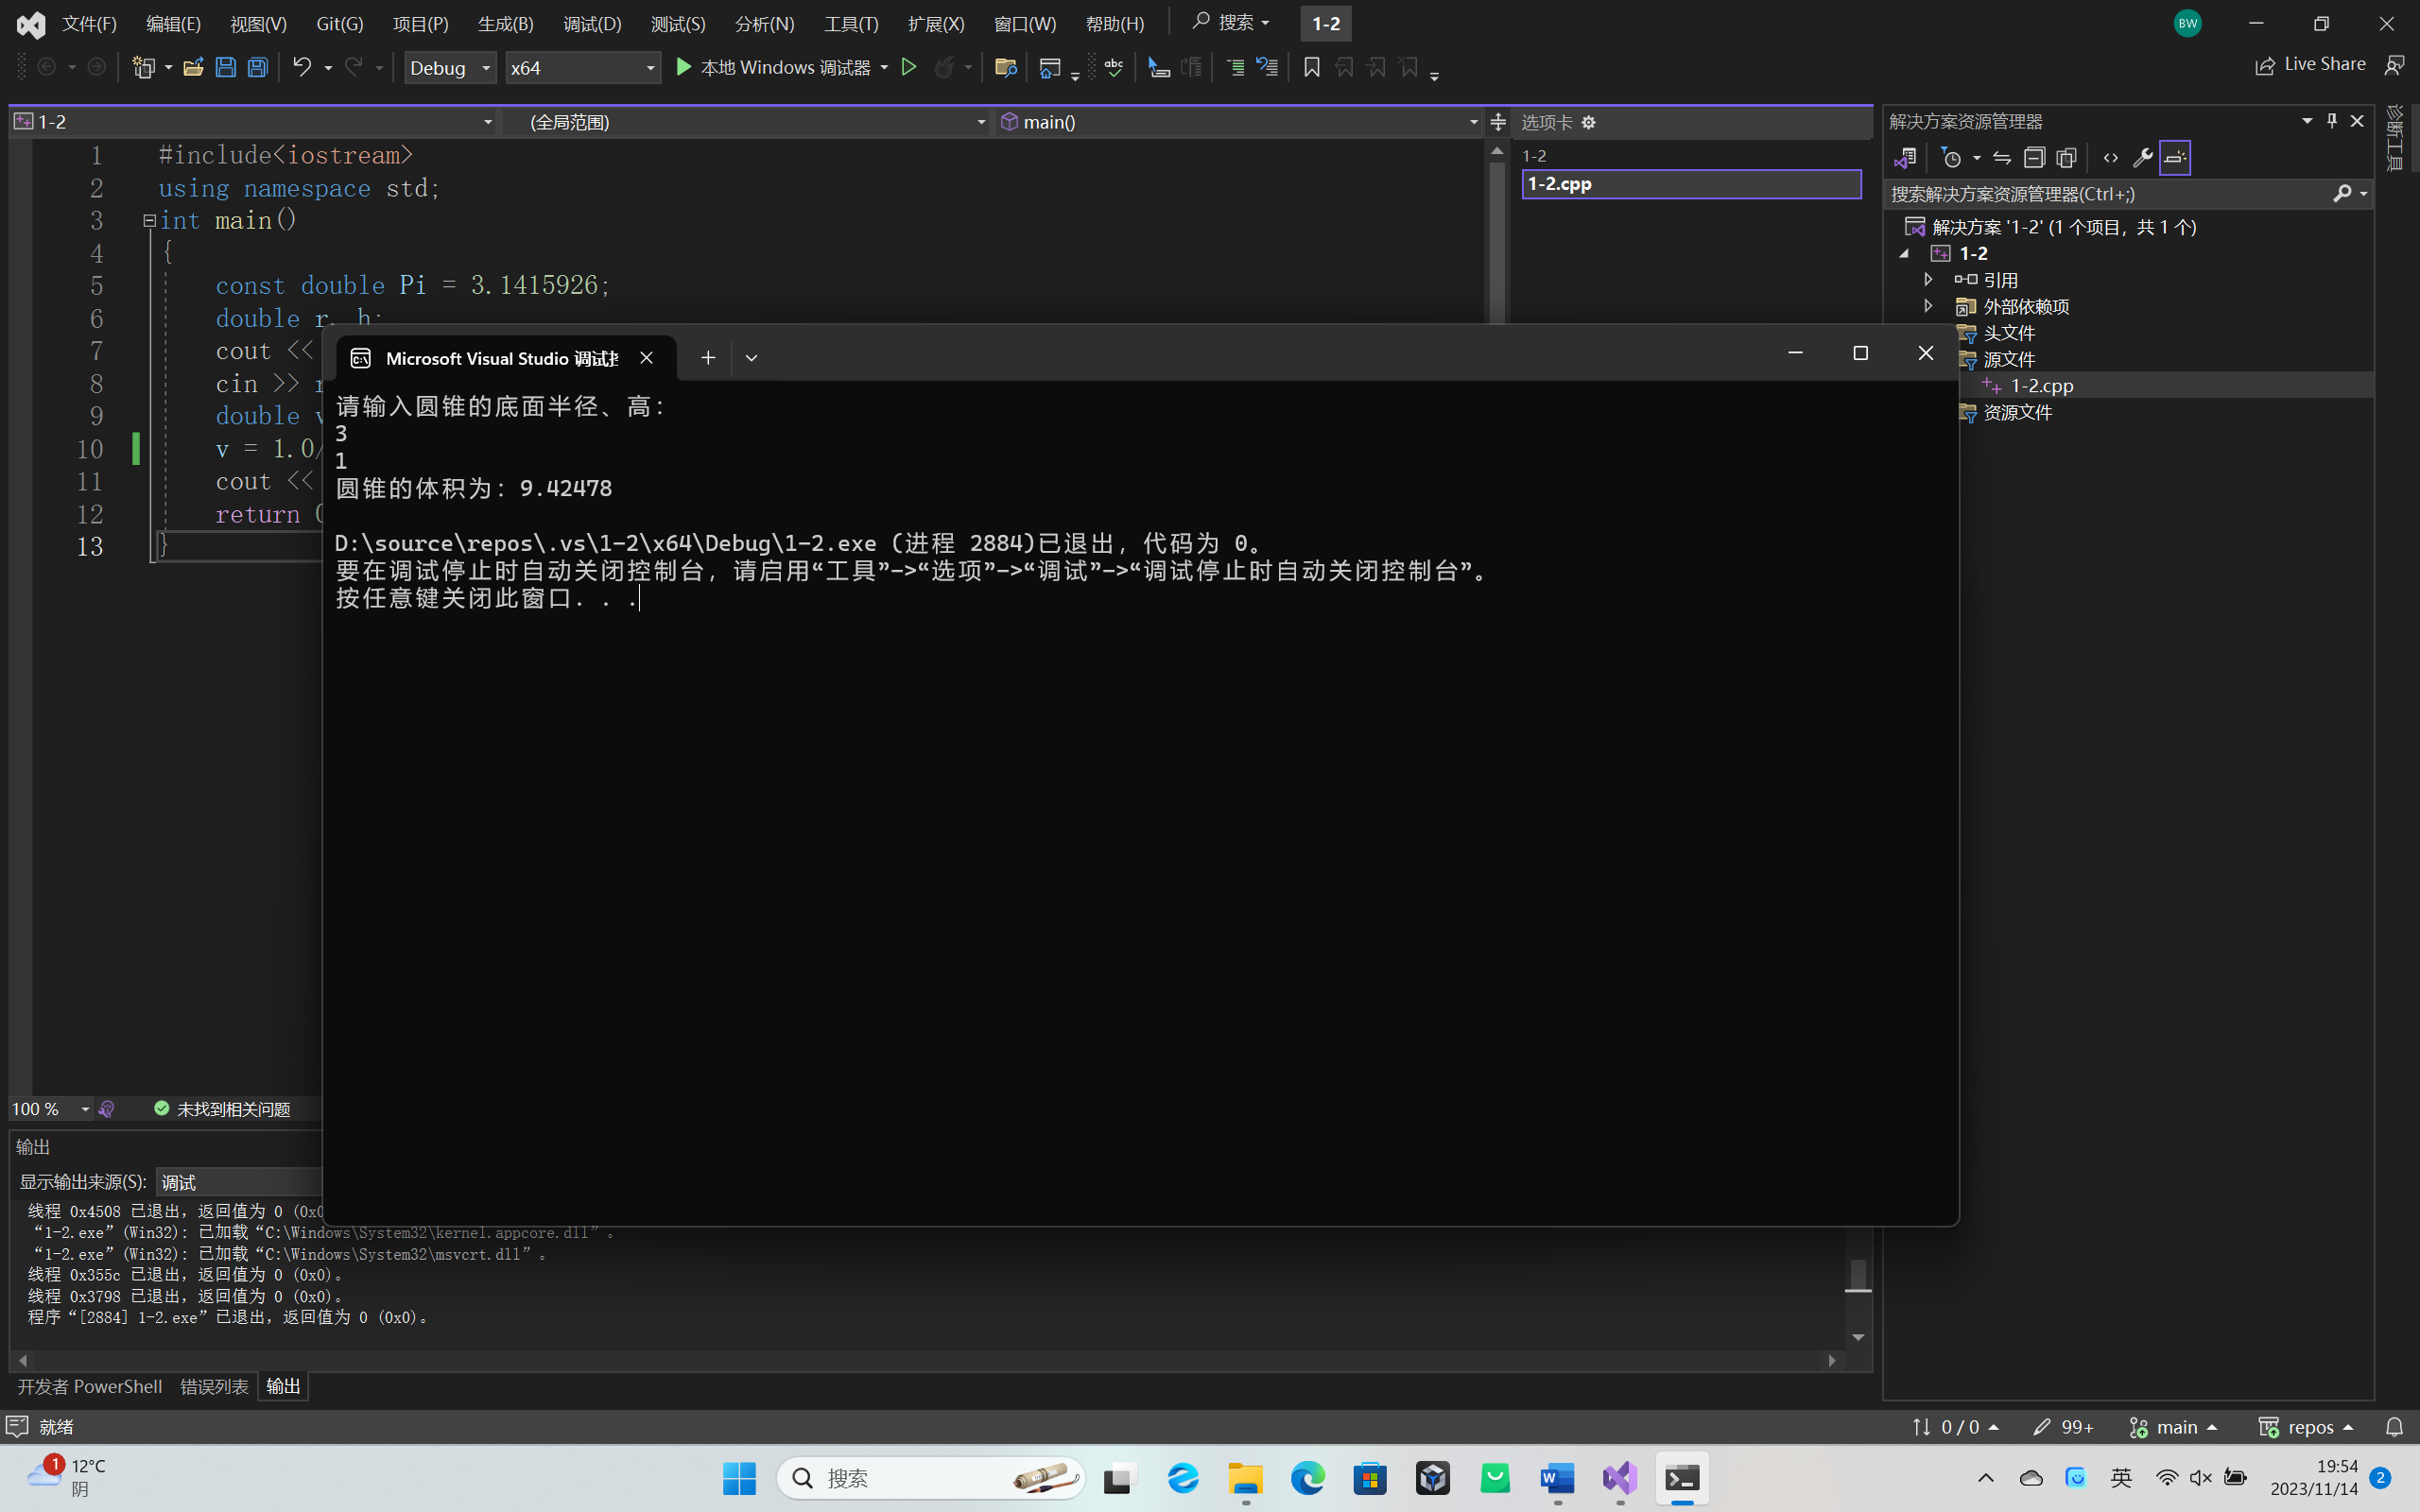 文件(F) 编辑(E) 视图(V) Git(G) 项目(P) 生成(B) 调试(D) 测试(S) 分析(N) 工具(T) 扩展(X) 窗口(W) 帮助(H) 搜索 1-2 BW
Debug x64 本地 Windows 调试器 Live Share
1-2 (全局范围) main() 选项卡 解决方案资源管理器
诊断工具
1-2
1-2.cpp
搜索解决方案资源管理器(Ctrl+;)
解决方案 '1-2' (1 个项目，共 1 个)
1-2
引用
外部依赖项
头文件
源文件
1-2.cpp
资源文件
1 #include<iostream>
2 using namespace std;
3 int main()
4 {
5 const double Pi = 3.1415926;
6 double r, h;
7 cout <<
8 cin >> r
9 double v
10 v = 1.0/
11 cout <<
12 return
13 }
Microsoft Visual Studio 调试
请输入圆锥的底面半径、高：
3
1
圆锥的体积为：9.42478
D:\source\repos\.vs\1-2\x64\Debug\1-2.exe (进程 2884)已退出，代码为 0。
要在调试停止时自动关闭控制台，请启用“工具”->“选项”->“调试”->“调试停止时自动关闭控制台”。
按任意键关闭此窗口. . .
100 % 未找到相关问题
输出
显示输出来源(S): 调试
线程 0x4508 已退出，返回值为 0 (0x0
“1-2.exe”(Win32): 已加载“C:\Windows\System32\kernel.appcore.dll”。
“1-2.exe”(Win32): 已加载“C:\Windows\System32\msvcrt.dll”。
线程 0x355c 已退出，返回值为 0 (0x0)。
线程 0x3798 已退出，返回值为 0 (0x0)。
程序“[2884] 1-2.exe”已退出，返回值为 0 (0x0)。
开发者 PowerShell 错误列表 输出
就绪 0 / 0 99+ main repos
1 12°C
阴
搜索
英
19:54
2023/11/14
2